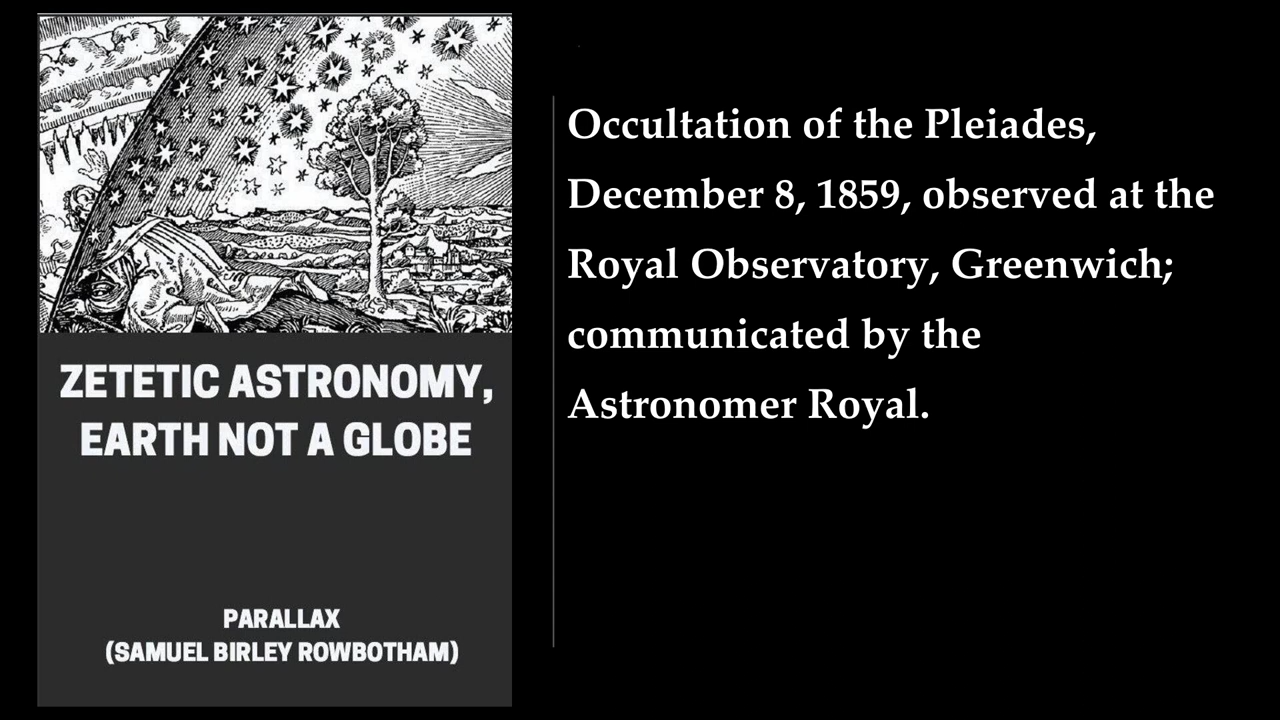 ZETETIC ASTRONOMY,
EARTH NOT A GLOBE
PARALLAX
(SAMUEL BIRLEY ROWBOTHAM)
Occultation of the Pleiades,
December 8, 1859, observed at the
Royal Observatory, Greenwich;
communicated by the
Astronomer Royal.